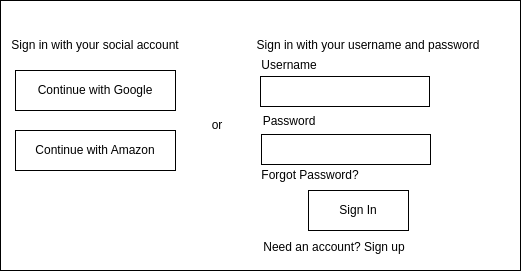 Sign in with your social account
Continue with Google
Continue with Amazon
or
Sign in with your username and password
Username
Password
Forgot Password?
Sign In
Need an account? Sign up